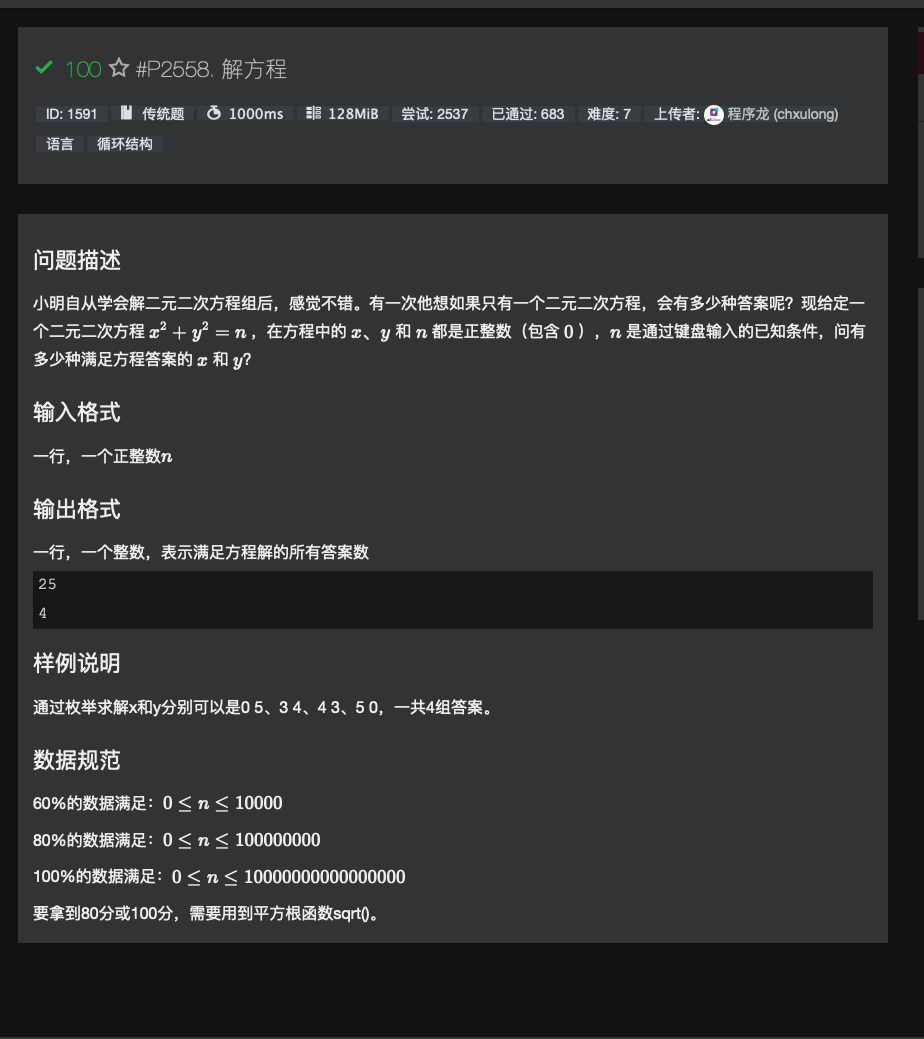 100 #P2558. 解方程
ID: 1591 传统题 1000ms 128MiB 尝试: 2537 已通过: 683 难度: 7 上传者: 程序龙 (chxulong)
语言 循环结构
问题描述
小明自从学会解二元二次方程组后，感觉不错。有一次他想如果只有一个二元二次方程，会有多少种答案呢？现给定一
个二元二次方程 x² + y² = n ，在方程中的 x、y 和 n 都是正整数（包含 0 ），n 是通过键盘输入的已知条件，问有
多少种满足方程答案的 x 和 y？
输入格式
一行，一个正整数n
输出格式
一行，一个整数，表示满足方程解的所有答案数
25
4
样例说明
通过枚举求解x和y分别可以是0 5、3 4、4 3、5 0，一共4组答案。
数据规范
60%的数据满足：0 ≤ n ≤ 10000
80%的数据满足：0 ≤ n ≤ 100000000
100%的数据满足：0 ≤ n ≤ 10000000000000000
要拿到80分或100分，需要用到平方根函数sqrt()。